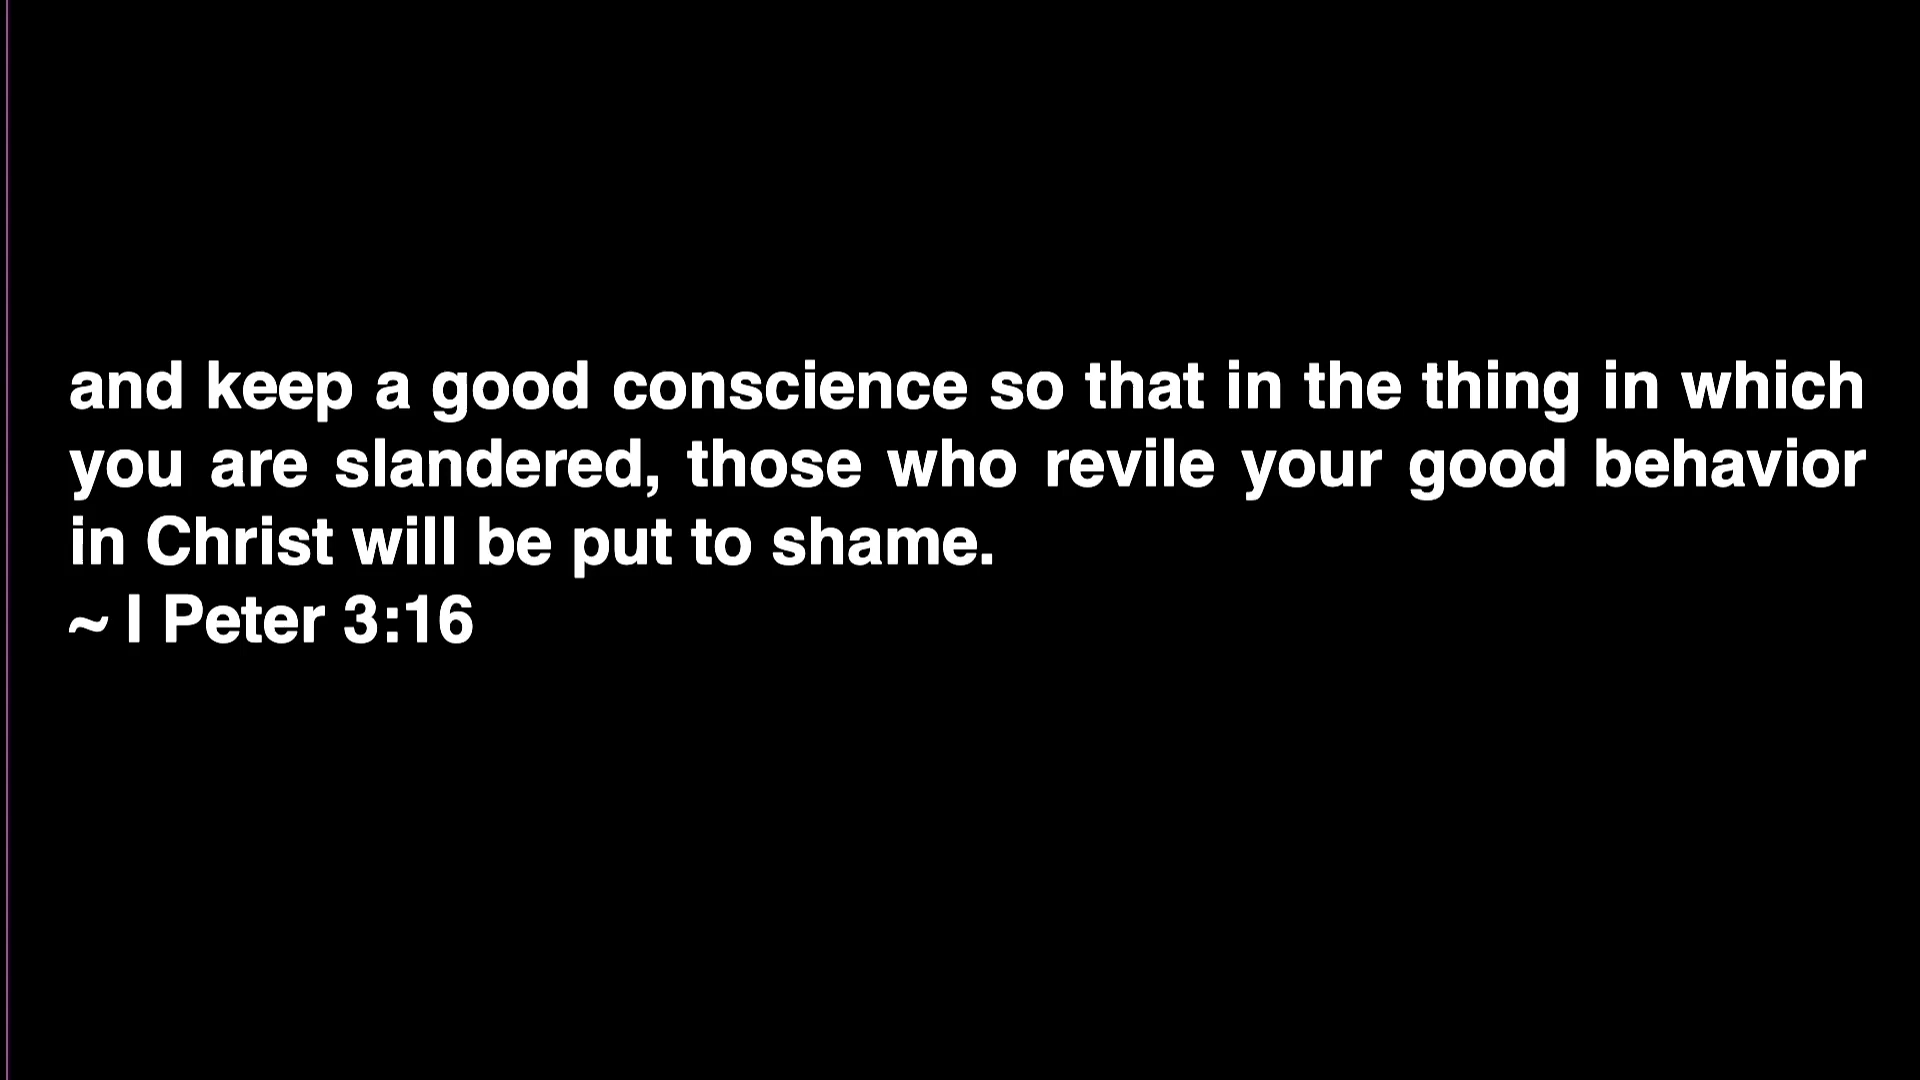 and keep a good conscience so that in the thing in which
you are slandered, those who revile your good behavior
in Christ will be put to shame.
~ I Peter 3:16